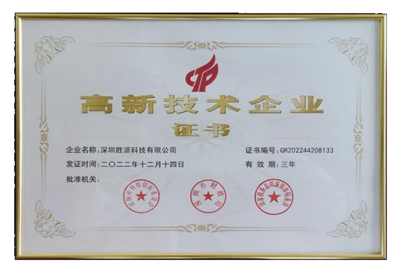 高新技术企业
证书
企业名称：深圳胜派科技有限公司
证书编号：GR202244208133
发证时间：二〇二二年十二月十四日
有效期：三年
批准机关：